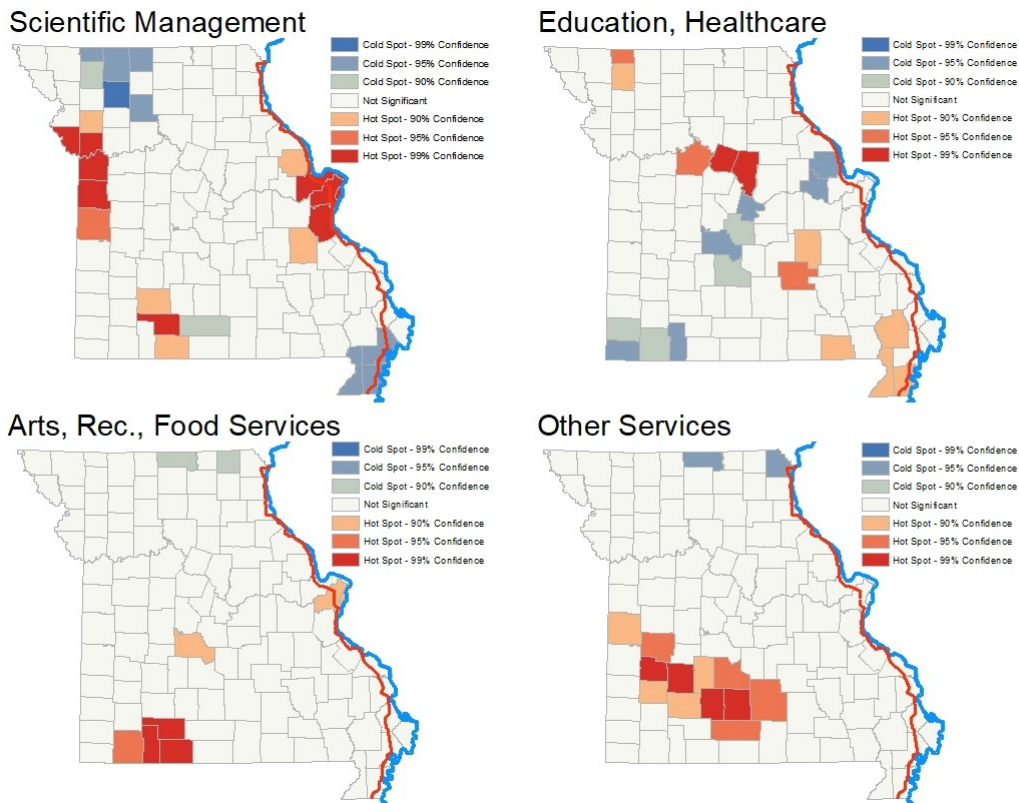 Scientific Management
Cold Spot - 99% Confidence
Cold Spot - 95% Confidence
Cold Spot - 90% Confidence
Not Significant
Hot Spot - 90% Confidence
Hot Spot - 95% Confidence
Hot Spot - 99% Confidence
Education, Healthcare
Cold Spot - 99% Confidence
Cold Spot - 95% Confidence
Cold Spot - 90% Confidence
Not Significant
Hot Spot - 90% Confidence
Hot Spot - 95% Confidence
Hot Spot - 99% Confidence
Arts, Rec., Food Services
Cold Spot - 99% Confidence
Cold Spot - 95% Confidence
Cold Spot - 90% Confidence
Not Significant
Hot Spot - 90% Confidence
Hot Spot - 95% Confidence
Hot Spot - 99% Confidence
Other Services
Cold Spot - 99% Confidence
Cold Spot - 95% Confidence
Cold Spot - 90% Confidence
Not Significant
Hot Spot - 90% Confidence
Hot Spot - 95% Confidence
Hot Spot - 99% Confidence